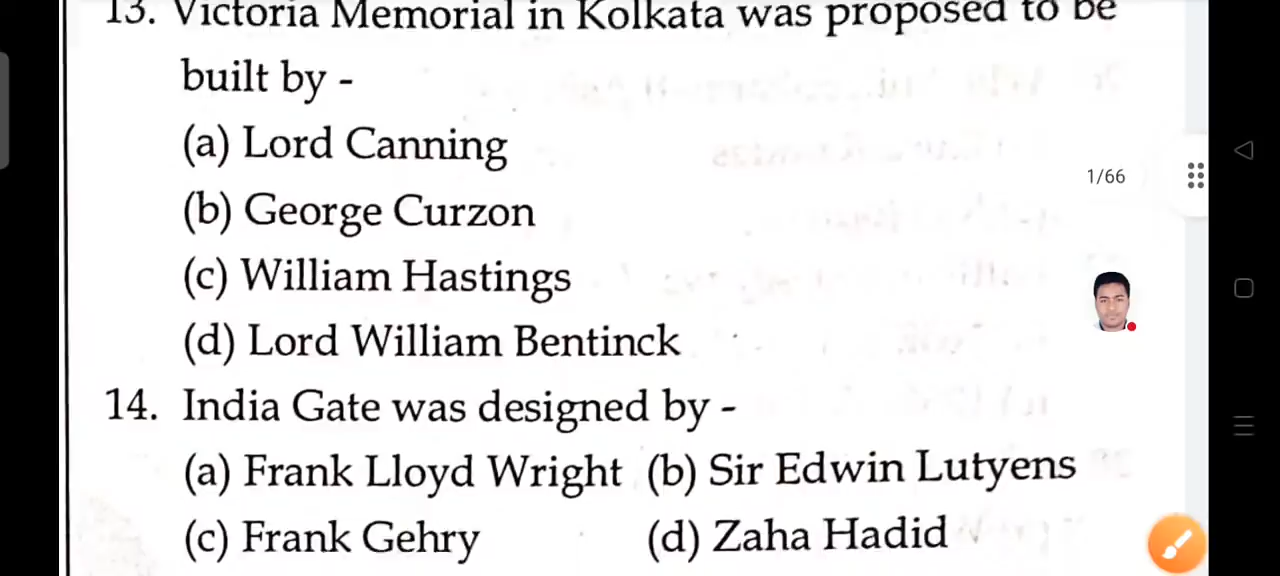 13. Victoria Memorial in Kolkata was proposed to be
built by -
(a) Lord Canning
(b) George Curzon
1/66
(c) William Hastings
(d) Lord William Bentinck
14. India Gate was designed by -
(a) Frank Lloyd Wright (b) Sir Edwin Lutyens
(c) Frank Gehry (d) Zaha Hadid